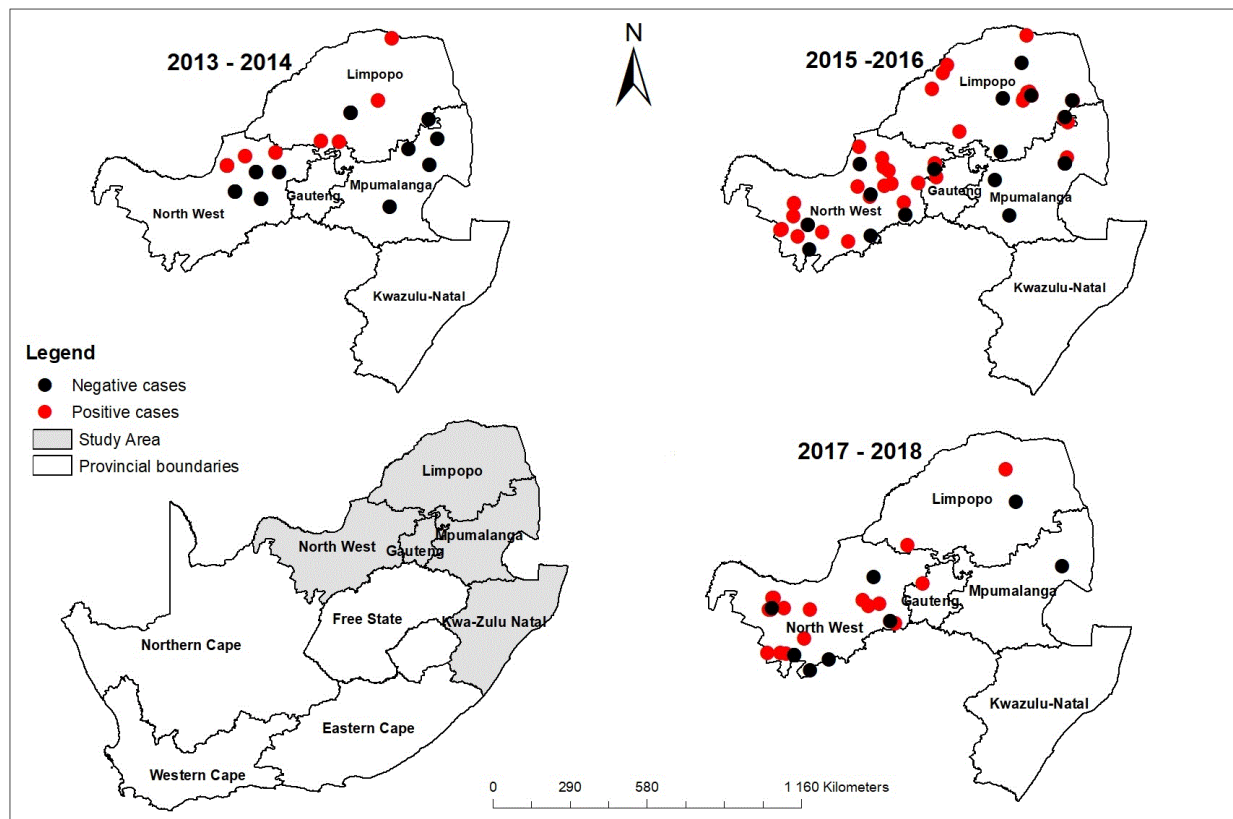 2013 - 2014
Limpopo
Mpumalanga
Gauteng
North West
Kwazulu-Natal
N
2015 -2016
Limpopo
Gauteng
Mpumalanga
North West
Kwazulu-Natal
Legend
Negative cases
Positive cases
Study Area
Provincial boundaries
Limpopo
Mpumalanga
North West
Gauteng
Free State
Kwa-Zulu Natal
Northern Cape
Eastern Cape
Western Cape
2017 - 2018
Limpopo
Mpumalanga
Gauteng
North West
Kwazulu-Natal
0 290 580 1 160 Kilometers